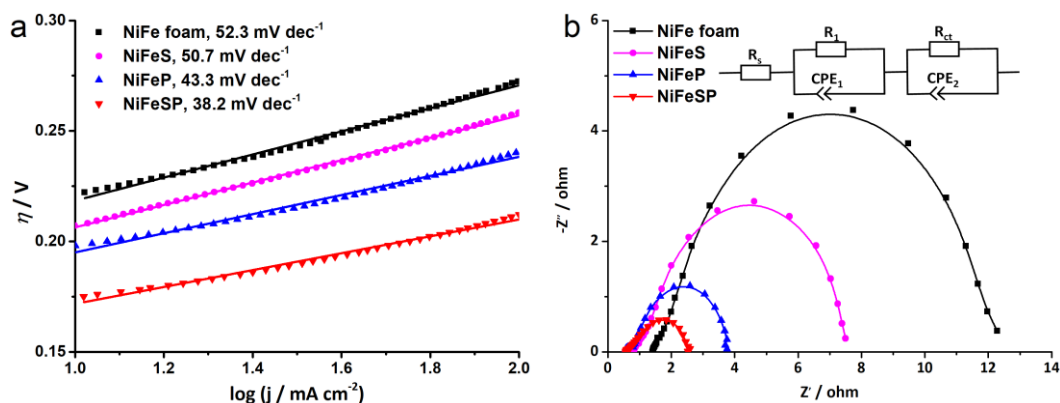 a
NiFe foam, 52.3 mV dec⁻¹
NiFeS, 50.7 mV dec⁻¹
NiFeP, 43.3 mV dec⁻¹
NiFeSP, 38.2 mV dec⁻¹
0.30
0.25
0.20
0.15
η / V
1.0 1.2 1.4 1.6 1.8 2.0
log (j / mA cm⁻²)
b
NiFe foam
NiFeS
NiFeP
NiFeSP
Rs
R1
CPE1
Rct
CPE2
6
4
2
0
-Z″ / ohm
0 2 4 6 8 10 12 14
Z′ / ohm